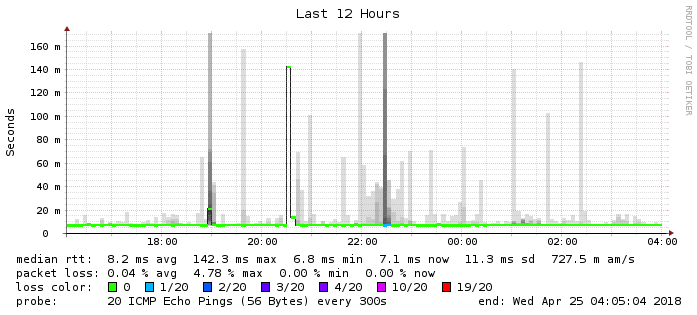 Last 12 Hours
RRDTOOL / TOBI OETIKER
Seconds
160 m
140 m
120 m
100 m
80 m
60 m
40 m
20 m
0
18:00 20:00 22:00 00:00 02:00 04:00
median rtt: 8.2 ms avg 142.3 ms max 6.8 ms min 7.1 ms now 11.3 ms sd 727.5 m am/s
packet loss: 0.04 % avg 4.78 % max 0.00 % min 0.00 % now
loss color: 0 1/20 2/20 3/20 4/20 10/20 19/20
probe: 20 ICMP Echo Pings (56 Bytes) every 300s end: Wed Apr 25 04:05:04 2018